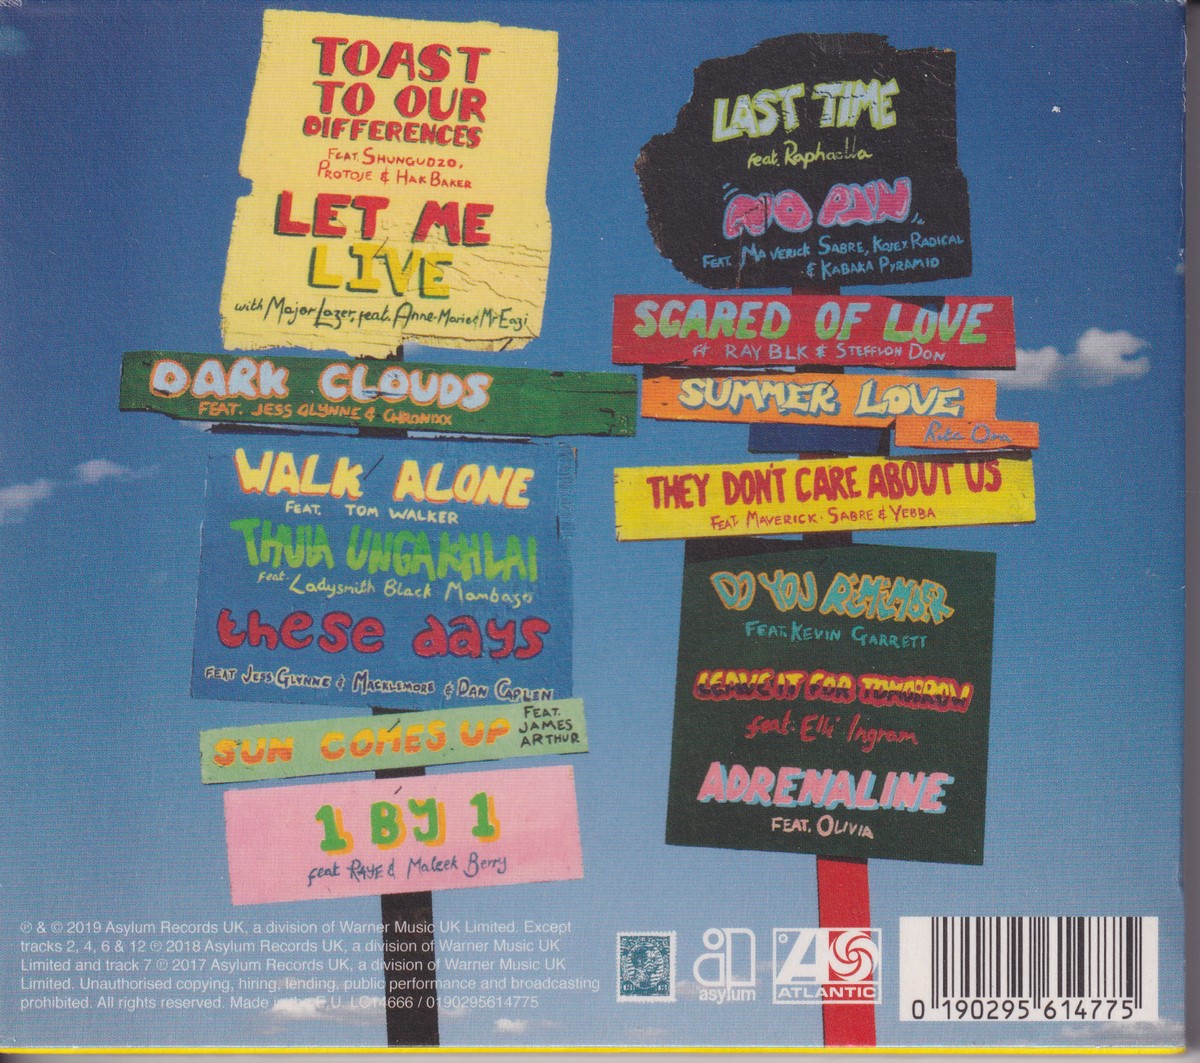 TOAST
TO OUR
DIFFERENCES
FEAT. SHUNGUDZO,
PROTOJE & HAK BAKER
LET ME
LIVE
with Major Lazer, feat. Anne-Marie & Mr Eazi
DARK CLOUDS
FEAT. JESS GLYNNE & CHRONIXX
WALK ALONE
FEAT. TOM WALKER
THULA UNGAKHALAI
feat. Ladysmith Black Mambazo
these days
FEAT JESS GLYNNE & MACKLEMORE & DAN CAPLEN
SUN COMES UP
FEAT.
JAMES
ARTHUR
1 BY 1
feat RAYE & Maleek Berry
LAST TIME
feat. Raphaella
NO PAIN
FEAT. MAVERICK SABRE, KOJEY RADICAL
& KABAKA PYRAMID
SCARED OF LOVE
ft RAY BLK & STEFFLON DON
SUMMER LOVE
Rita Ora
THEY DON'T CARE ABOUT US
FEAT. MAVERICK. SABRE & YEBBA
DO YOU REMEMBER
FEAT. KEVIN GARRETT
LEAVE IT FOR TOMORROW
feat. Elli Ingram
ADRENALINE
FEAT. OLIVIA
℗ & © 2019 Asylum Records UK, a division of Warner Music UK Limited. Except
tracks 2, 4, 6 & 12 ℗ 2018 Asylum Records UK, a division of Warner Music UK
Limited and track 7 ℗ 2017 Asylum Records UK, a division of Warner Music UK
Limited. Unauthorised copying, hiring, lending, public performance and broadcasting
prohibited. All rights reserved. Made in the E.U. LC14666 / 0190295614775
asylum
ATLANTIC
0 190295 614775